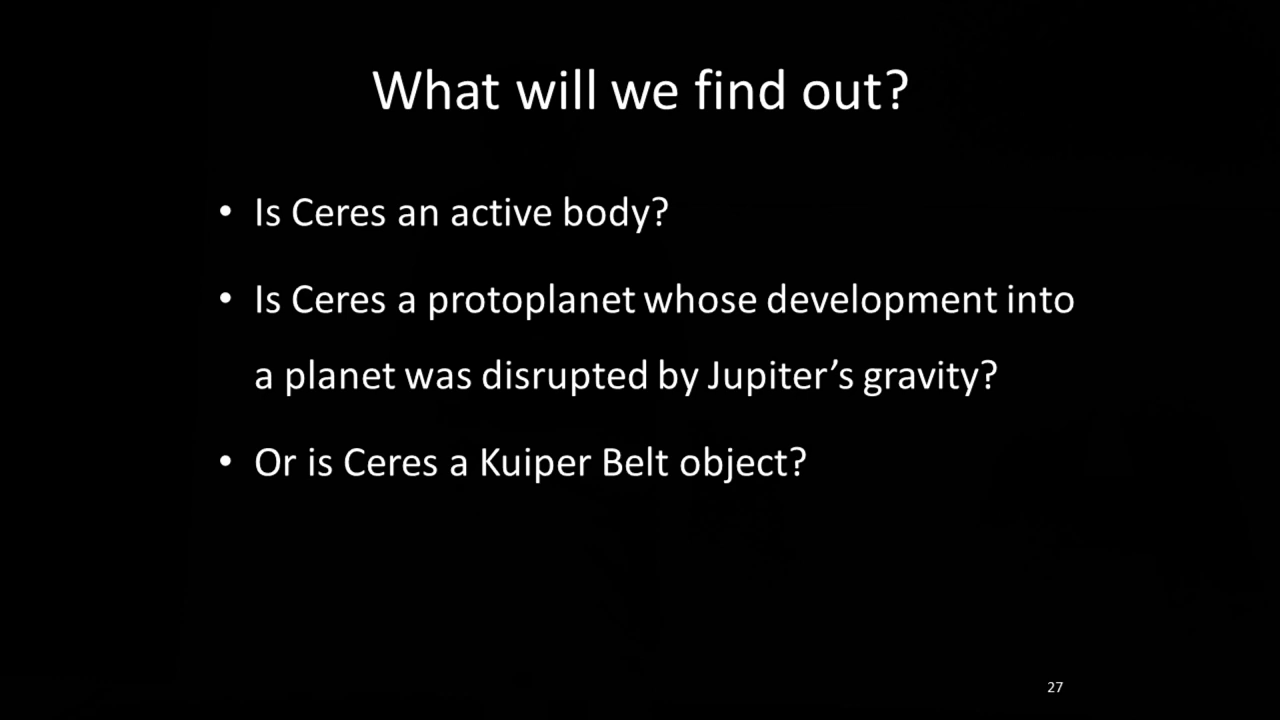 What will we find out?
• Is Ceres an active body?
• Is Ceres a protoplanet whose development into
a planet was disrupted by Jupiter’s gravity?
• Or is Ceres a Kuiper Belt object?
27